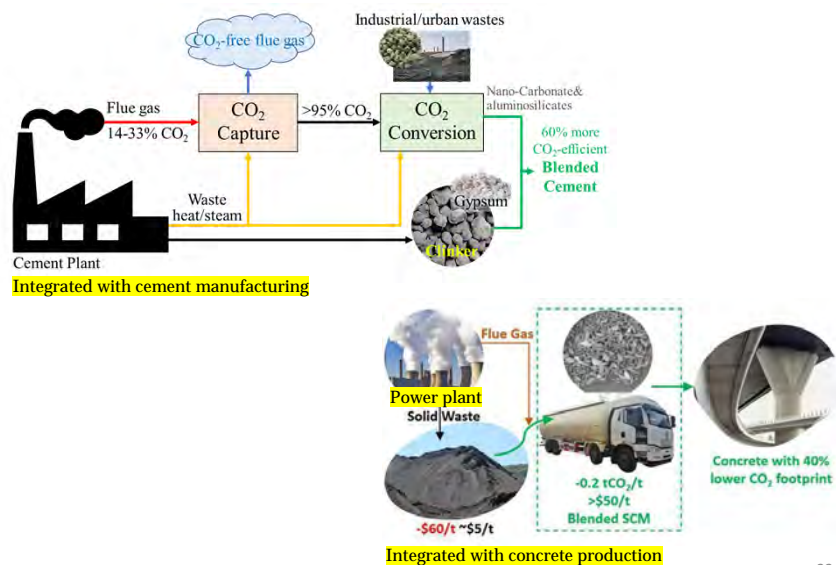 Industrial/urban wastes
CO₂-free flue gas
Flue gas
14-33% CO₂
CO₂
Capture
>95% CO₂
CO₂
Conversion
Nano-Carbonate&
aluminosilicates
60% more
CO₂-efficient
Blended
Cement
Waste
heat/steam
Gypsum
Clinker
Cement Plant
Integrated with cement manufacturing
Flue Gas
Power plant
Solid Waste
-$60/t ~$5/t
-0.2 tCO₂/t
>$50/t
Blended SCM
Concrete with 40%
lower CO₂ footprint
Integrated with concrete production